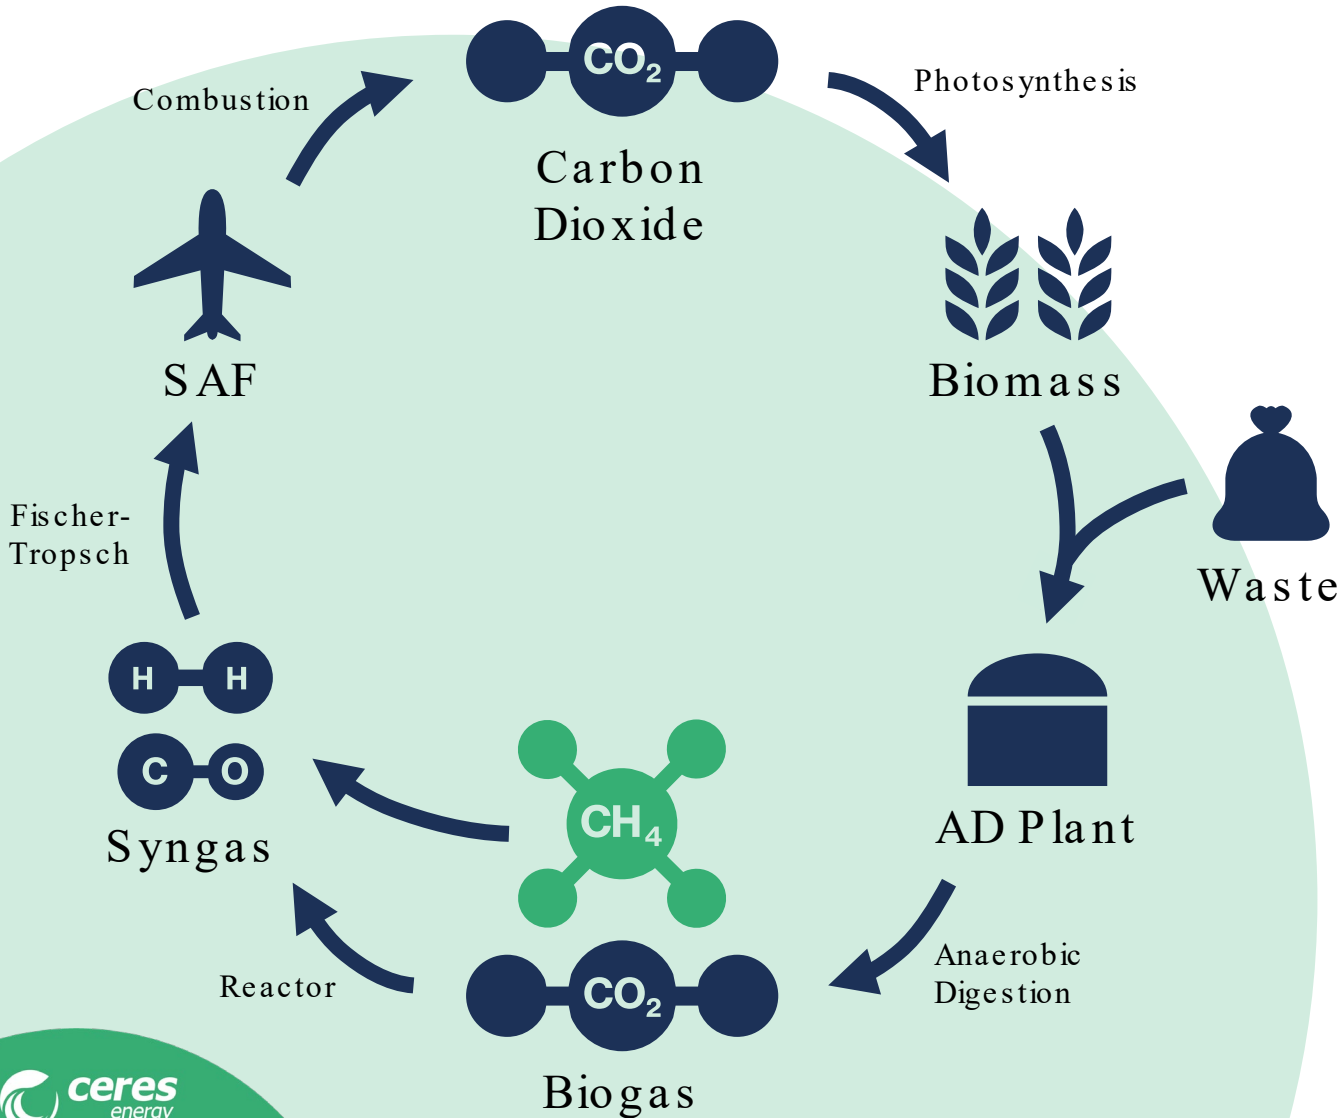 CO2
Combustion
Photosynthesis
Carbon
Dioxide
SAF
Biomass
Fischer-
Tropsch
Waste
H H
C O
Syngas
CH4
AD Plant
Reactor
CO2
Anaerobic
Digestion
Biogas
ceres
energy